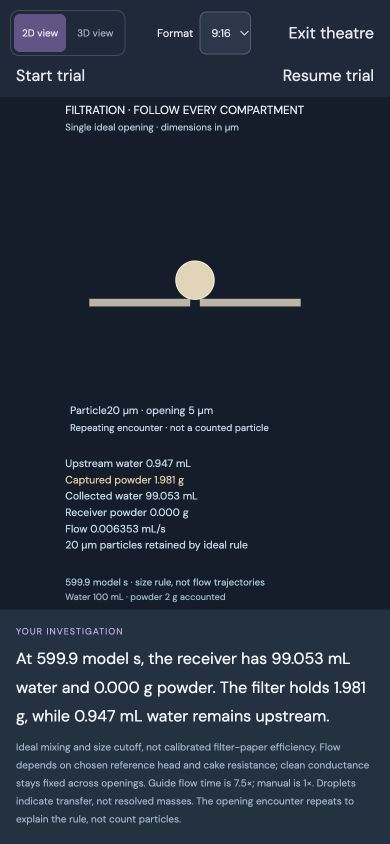 2D view 3D view Format 9:16 Exit theatre
Start trial Resume trial
FILTRATION · FOLLOW EVERY COMPARTMENT
Single ideal opening · dimensions in µm
Particle20 µm · opening 5 µm
Repeating encounter · not a counted particle
Upstream water 0.947 mL
Captured powder 1.981 g
Collected water 99.053 mL
Receiver powder 0.000 g
Flow 0.006353 mL/s
20 µm particles retained by ideal rule
599.9 model s · size rule, not flow trajectories
Water 100 mL · powder 2 g accounted
YOUR INVESTIGATION
At 599.9 model s, the receiver has 99.053 mL
water and 0.000 g powder. The filter holds 1.981
g, while 0.947 mL water remains upstream.
Ideal mixing and size cutoff, not calibrated filter-paper efficiency. Flow
depends on chosen reference head and cake resistance; clean conductance
stays fixed across openings. Guide flow time is 7.5×; manual is 1×. Droplets
indicate transfer, not resolved masses. The opening encounter repeats to
explain the rule, not count particles.